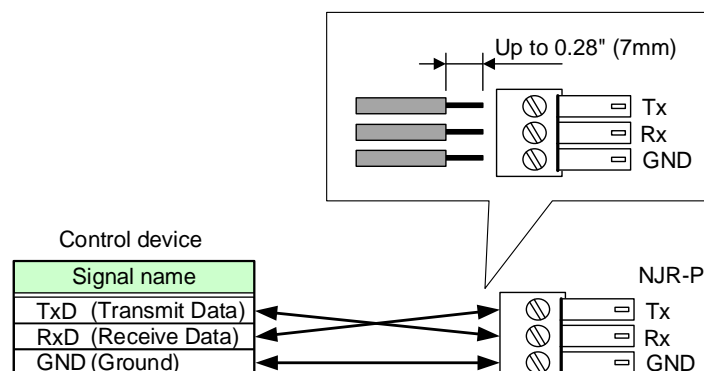 Up to 0.28" (7mm)
Tx
Rx
GND
Control device
Signal name
TxD (Transmit Data)
RxD (Receive Data)
GND (Ground)
NJR-P
Tx
Rx
GND